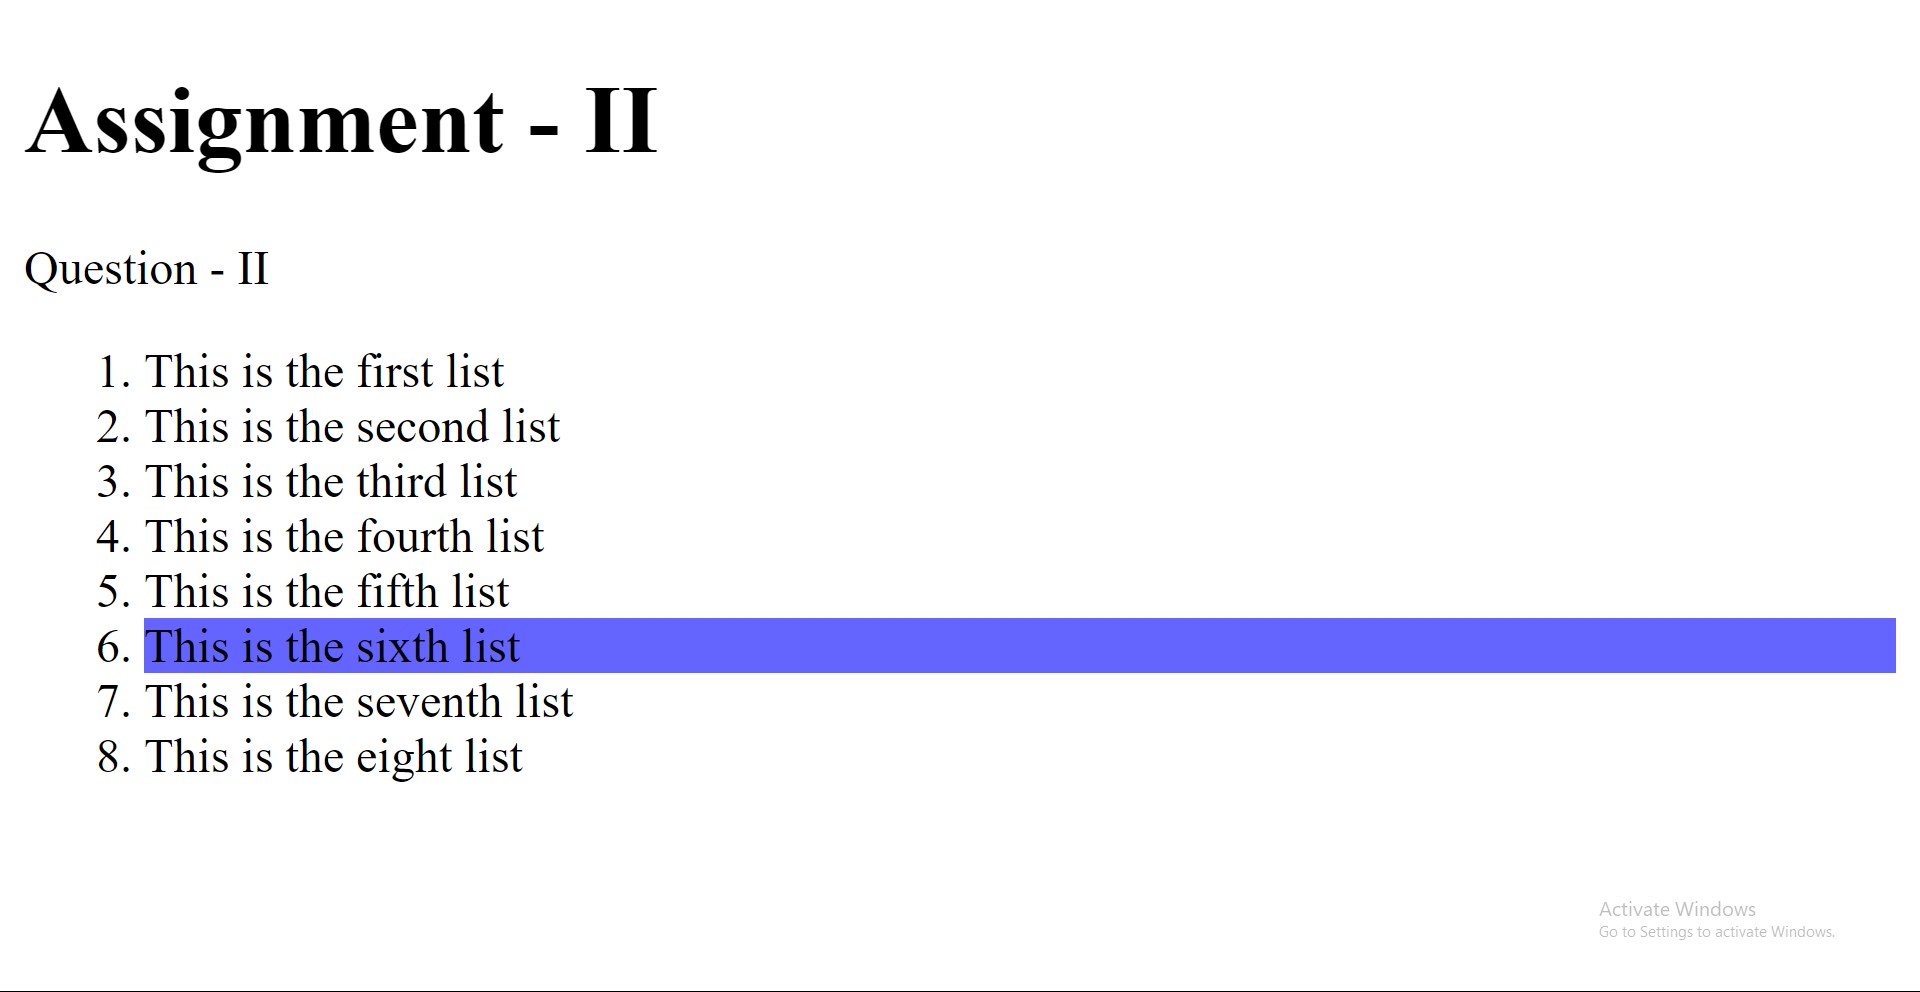 Assignment - II
Question - II
1. This is the first list
2. This is the second list
3. This is the third list
4. This is the fourth list
5. This is the fifth list
6. This is the sixth list
7. This is the seventh list
8. This is the eight list
Activate Windows
Go to Settings to activate Windows.